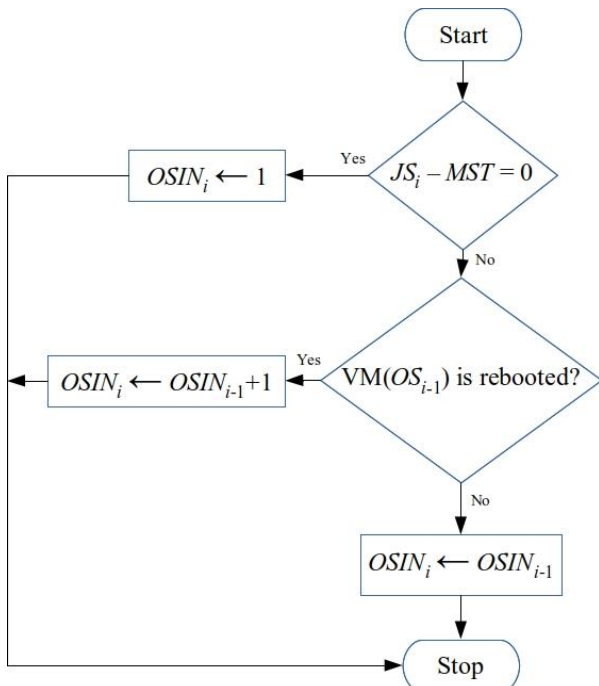 Start
JSᵢ – MST = 0
Yes
OSINᵢ ← 1
No
VM(OSᵢ₋₁) is rebooted?
Yes
OSINᵢ ← OSINᵢ₋₁+1
No
OSINᵢ ← OSINᵢ₋₁
Stop